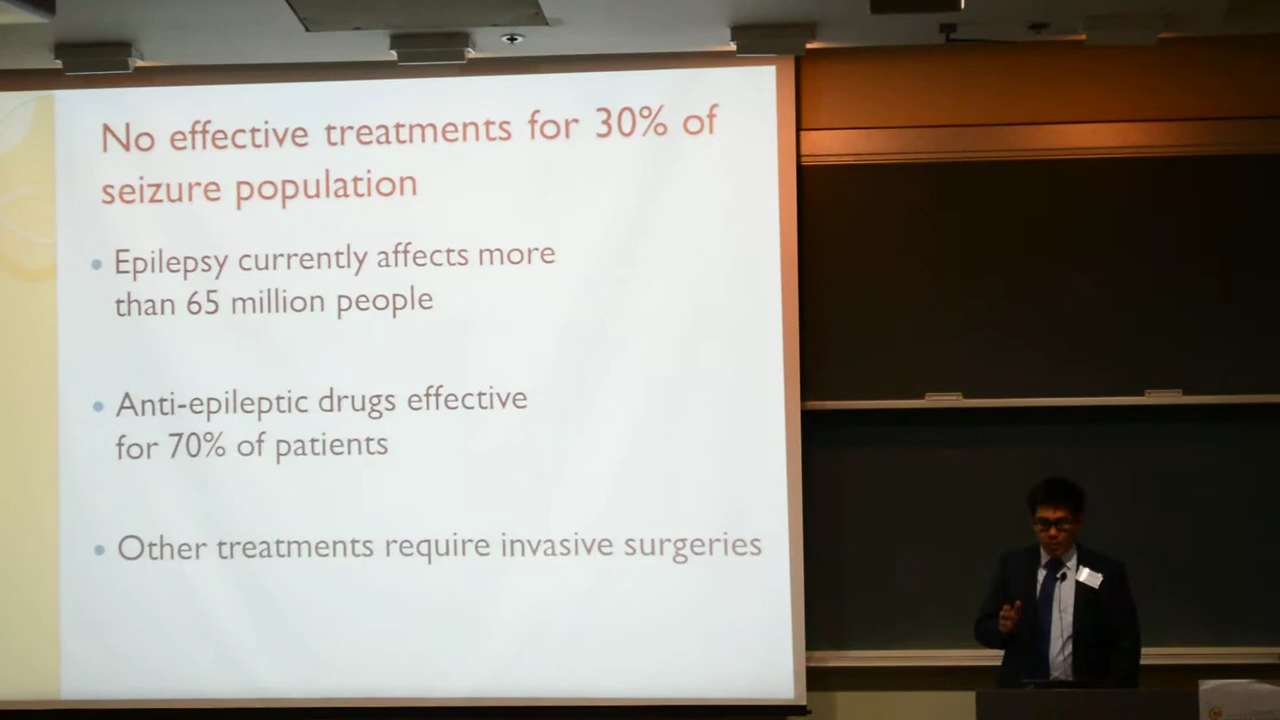 No effective treatments for 30% of
seizure population
• Epilepsy currently affects more
than 65 million people
• Anti-epileptic drugs effective
for 70% of patients
• Other treatments require invasive surgeries